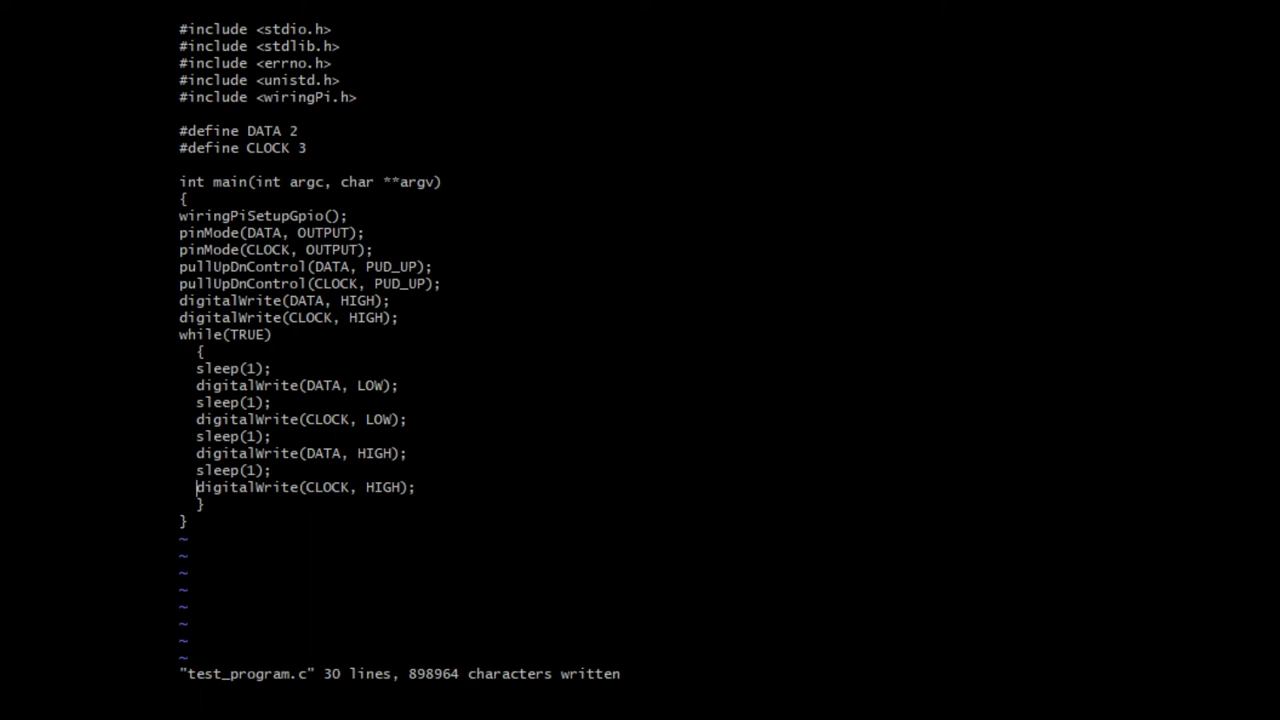 #include <stdio.h>
#include <stdlib.h>
#include <errno.h>
#include <unistd.h>
#include <wiringPi.h>

#define DATA 2
#define CLOCK 3

int main(int argc, char **argv)
{
wiringPiSetupGpio();
pinMode(DATA, OUTPUT);
pinMode(CLOCK, OUTPUT);
pullUpDnControl(DATA, PUD_UP);
pullUpDnControl(CLOCK, PUD_UP);
digitalWrite(DATA, HIGH);
digitalWrite(CLOCK, HIGH);
while(TRUE)
  {
  sleep(1);
  digitalWrite(DATA, LOW);
  sleep(1);
  digitalWrite(CLOCK, LOW);
  sleep(1);
  digitalWrite(DATA, HIGH);
  sleep(1);
  digitalWrite(CLOCK, HIGH);
  }
}
~
~
~
~
~
~
~
~
"test_program.c" 30 lines, 898964 characters written